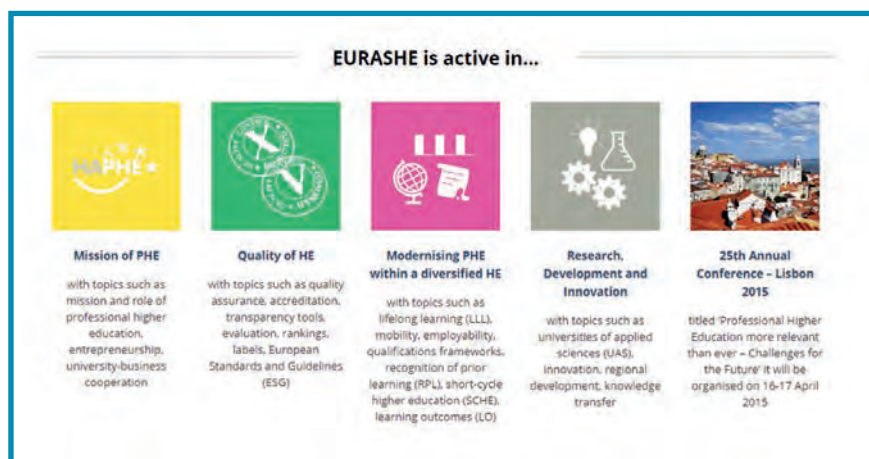 EURASHE is active in...
HAPHE
Mission of PHE
with topics such as
mission and role of
professional higher
education,
entrepreneurship,
university-business
cooperation
Quality of HE
with topics such as quality
assurance, accreditation,
transparency tools,
evaluation, rankings,
labels, European
Standards and Guidelines
(ESG)
Modernising PHE
within a diversified HE
with topics such as
lifelong learning (LLL),
mobility, employability,
qualifications frameworks,
recognition of prior
learning (RPL), short-cycle
higher education (SCHE),
learning outcomes (LO)
Research,
Development and
Innovation
with topics such as
universities of applied
sciences (UAS),
innovation, regional
development, knowledge
transfer
25th Annual
Conference – Lisbon
2015
titled 'Professional Higher
Education more relevant
than ever – Challenges for
the Future' it will be
organised on 16-17 April
2015